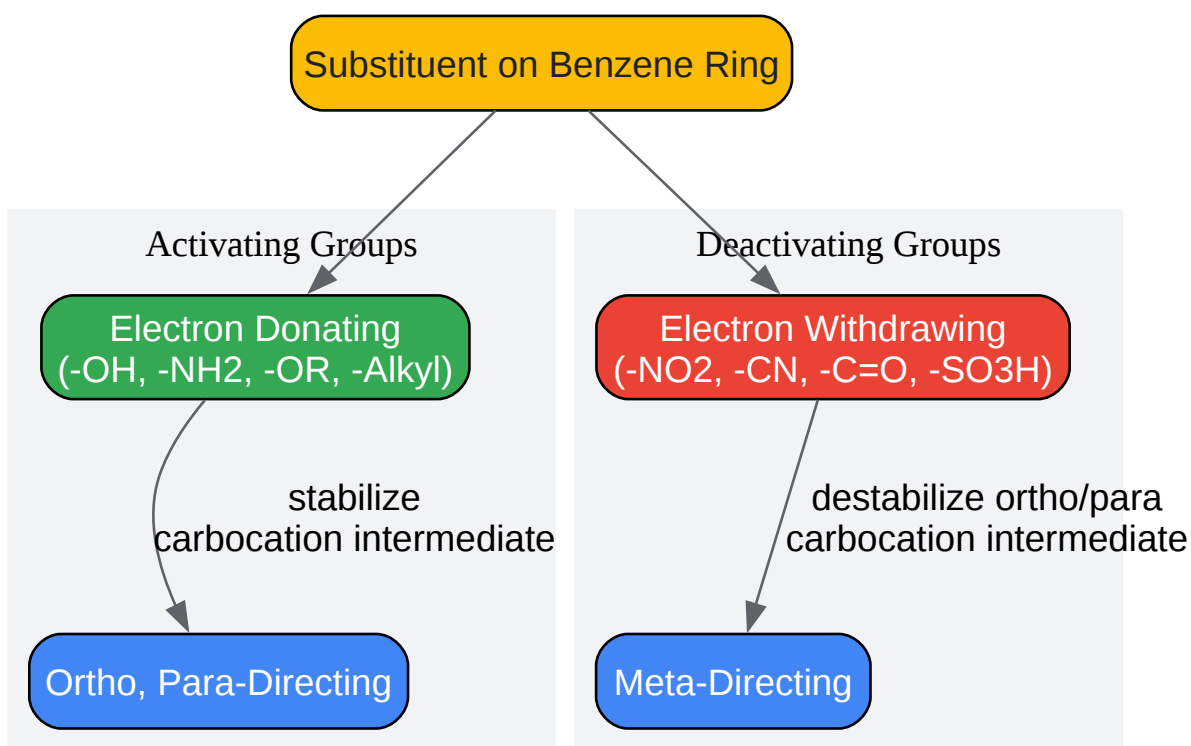 Substituent on Benzene Ring
Activating Groups
Electron Donating
(-OH, -NH2, -OR, -Alkyl)
stabilize
carbocation intermediate
Ortho, Para-Directing
Deactivating Groups
Electron Withdrawing
(-NO2, -CN, -C=O, -SO3H)
destabilize ortho/para
carbocation intermediate
Meta-Directing